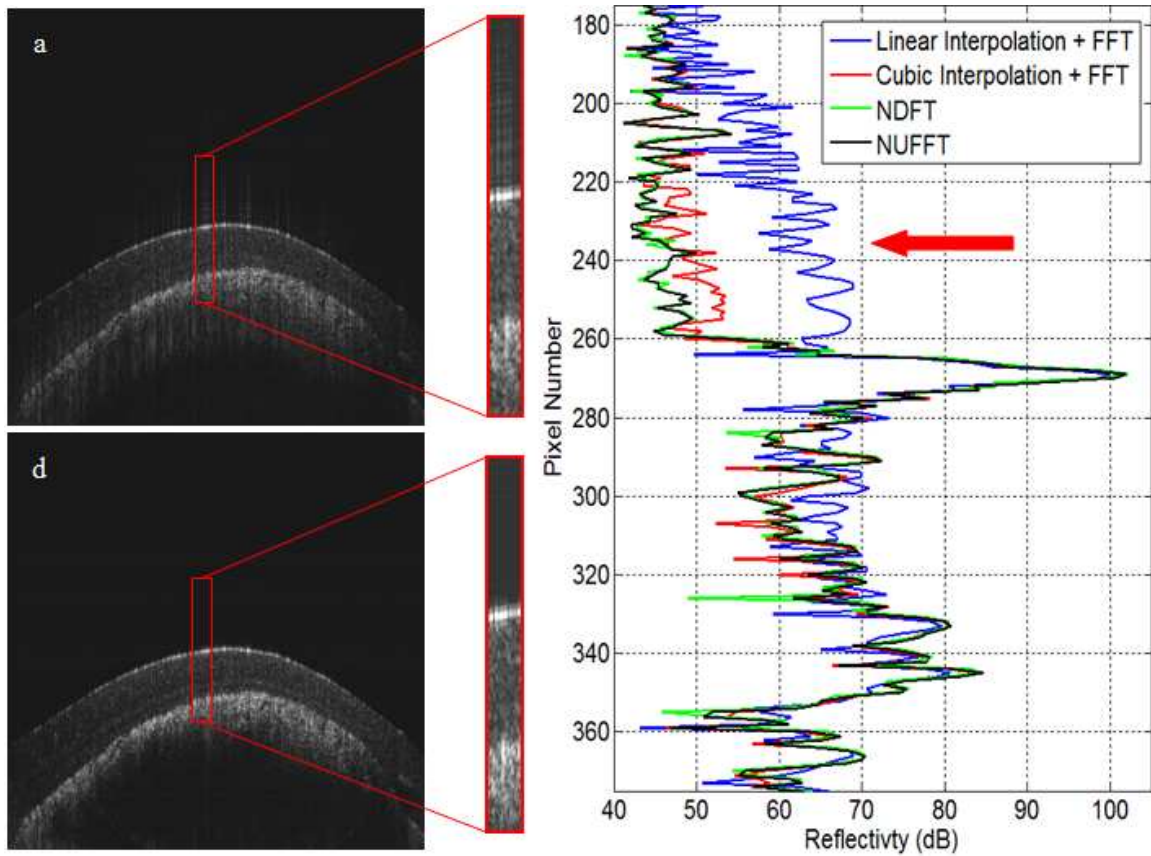 a
d
Linear Interpolation + FFT
Cubic Interpolation + FFT
NDFT
NUFFT
180
200
220
240
260
280
300
320
340
360
Pixel Number
40
50
60
70
80
90
100
Reflectivty (dB)